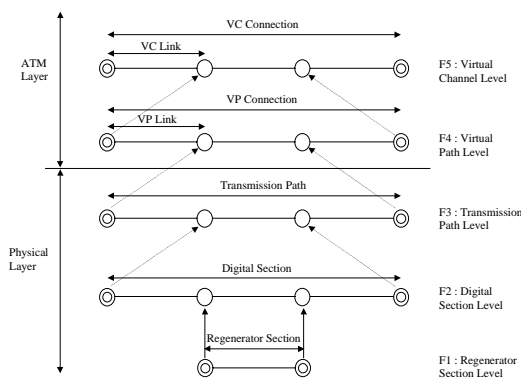 VC Connection
VC Link
ATM
Layer
F5 : Virtual
Channel Level
VP Connection
VP Link
F4 : Virtual
Path Level
Transmission Path
F3 : Transmission
Path Level
Physical
Layer
Digital Section
F2 : Digital
Section Level
Regenerator Section
F1 : Regenerator
Section Level